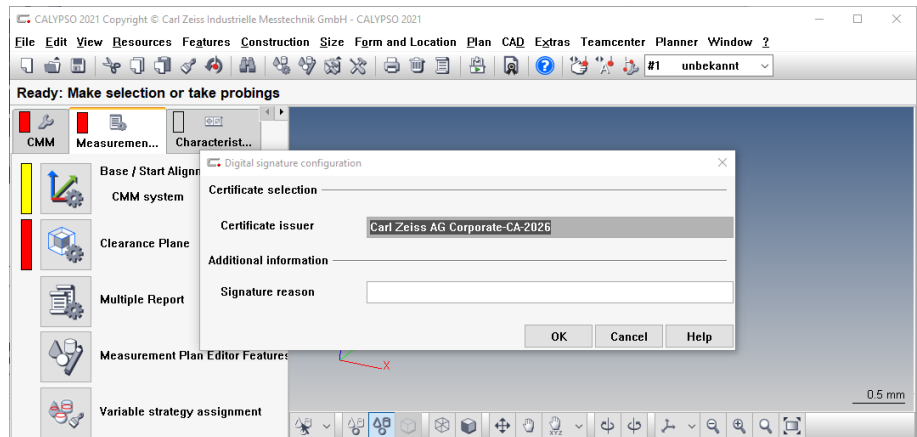 CALYPSO 2021 Copyright © Carl Zeiss Industrielle Messtechnik GmbH - CALYPSO 2021
File Edit View Resources Features Construction Size Form and Location Plan CAD Extras Teamcenter Planner Window ?
#1 unbekannt
Ready: Make selection or take probings
CMM Measuremen... Characterist...
Base / Start Alignm
CMM system
Clearance Plane
Multiple Report
Measurement Plan Editor Features
Variable strategy assignment
Digital signature configuration
Certificate selection
Certificate issuer Carl Zeiss AG Corporate-CA-2026
Additional information
Signature reason
OK Cancel Help
X
0.5 mm
XYZ